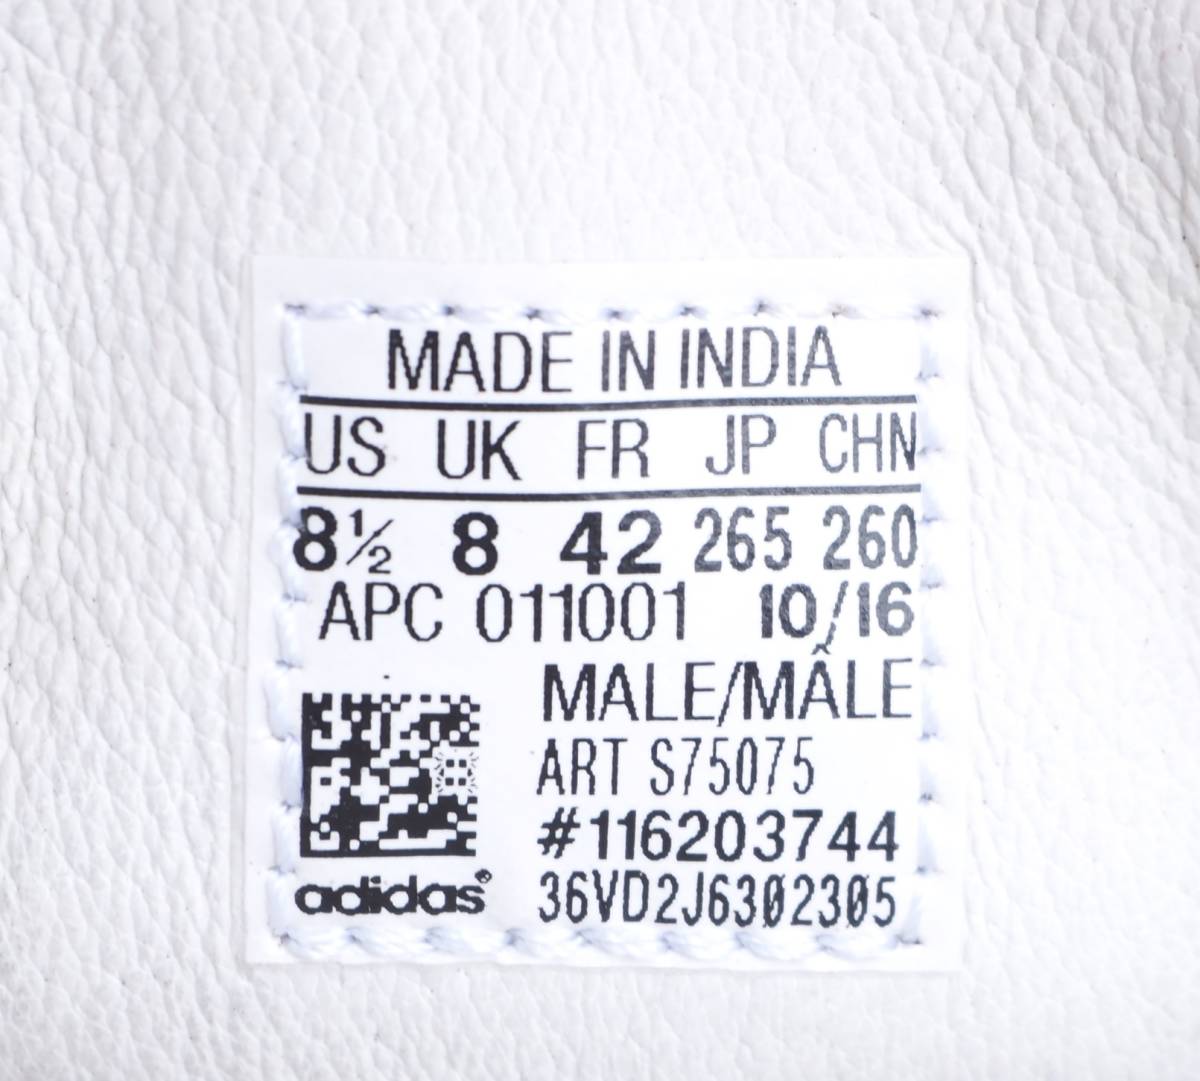 MADE IN INDIA
US UK FR JP CHN
8½ 8 42 265 260
APC 011001 10/16
MALE/MÂLE
ART S75075
#116203744
adidas® 36VD2J6302305